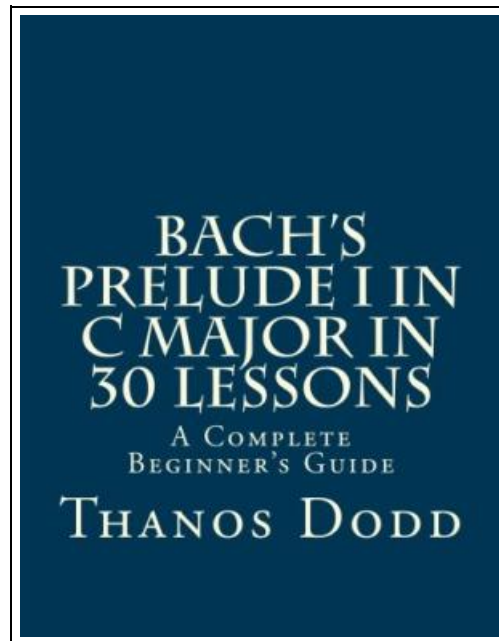 BACH'S
PRELUDE I IN
C MAJOR IN
30 LESSONS
A COMPLETE
BEGINNER'S GUIDE
THANOS DODD